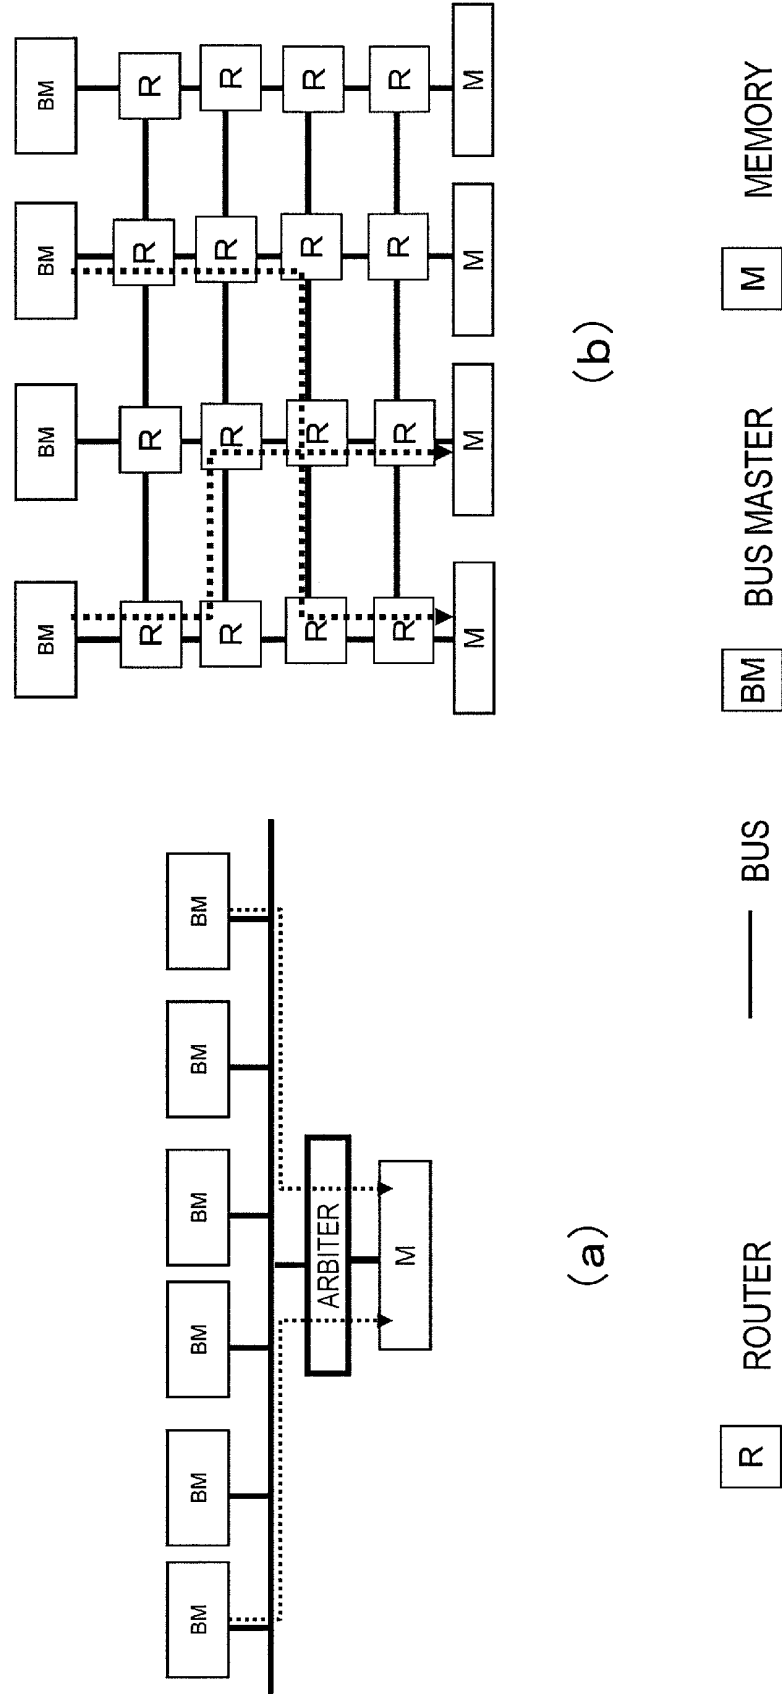 BM BM BM BM BM BM
ARBITER
M
(a)
BM BM BM BM
R R R R
R R R R
R R R R
R R R R
M M M M
(b)
R ROUTER
BUS
BM BUS MASTER
M MEMORY